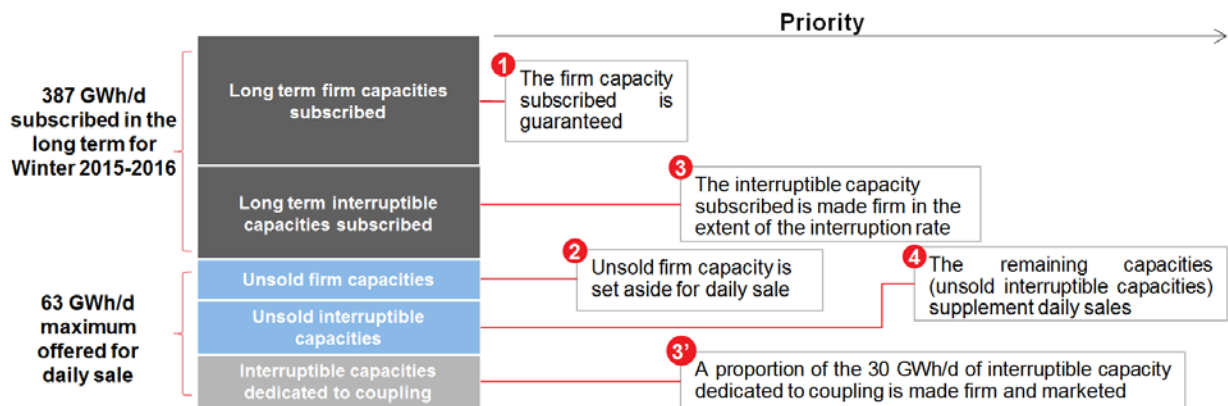 Priority
387 GWh/d
subscribed in the
long term for
Winter 2015-2016
Long term firm capacities
subscribed
1
The firm capacity
subscribed is
guaranteed
Long term interruptible
capacities subscribed
3
The interruptible capacity
subscribed is made firm in the
extent of the interruption rate
63 GWh/d
maximum
offered for
daily sale
Unsold firm capacities
2
Unsold firm capacity is
set aside for daily sale
Unsold interruptible
capacities
4
The remaining capacities
(unsold interruptible capacities)
supplement daily sales
Interruptible capacities
dedicated to coupling
3'
A proportion of the 30 GWh/d of interruptible capacity
dedicated to coupling is made firm and marketed